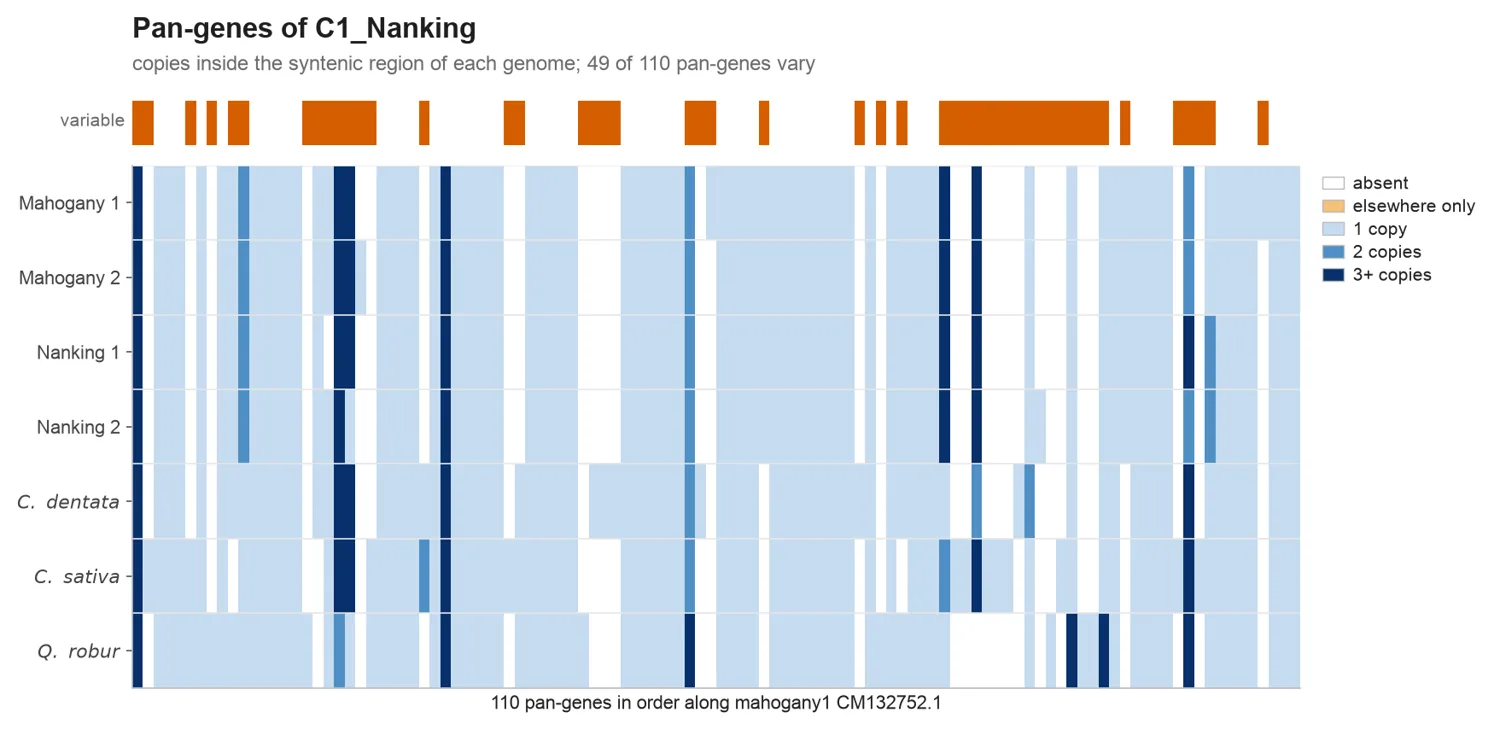 Pan-genes of C1_Nanking
copies inside the syntenic region of each genome; 49 of 110 pan-genes vary
variable
Mahogany 1
Mahogany 2
Nanking 1
Nanking 2
C. dentata
C. sativa
Q. robur
absent
elsewhere only
1 copy
2 copies
3+ copies
110 pan-genes in order along mahogany1 CM132752.1